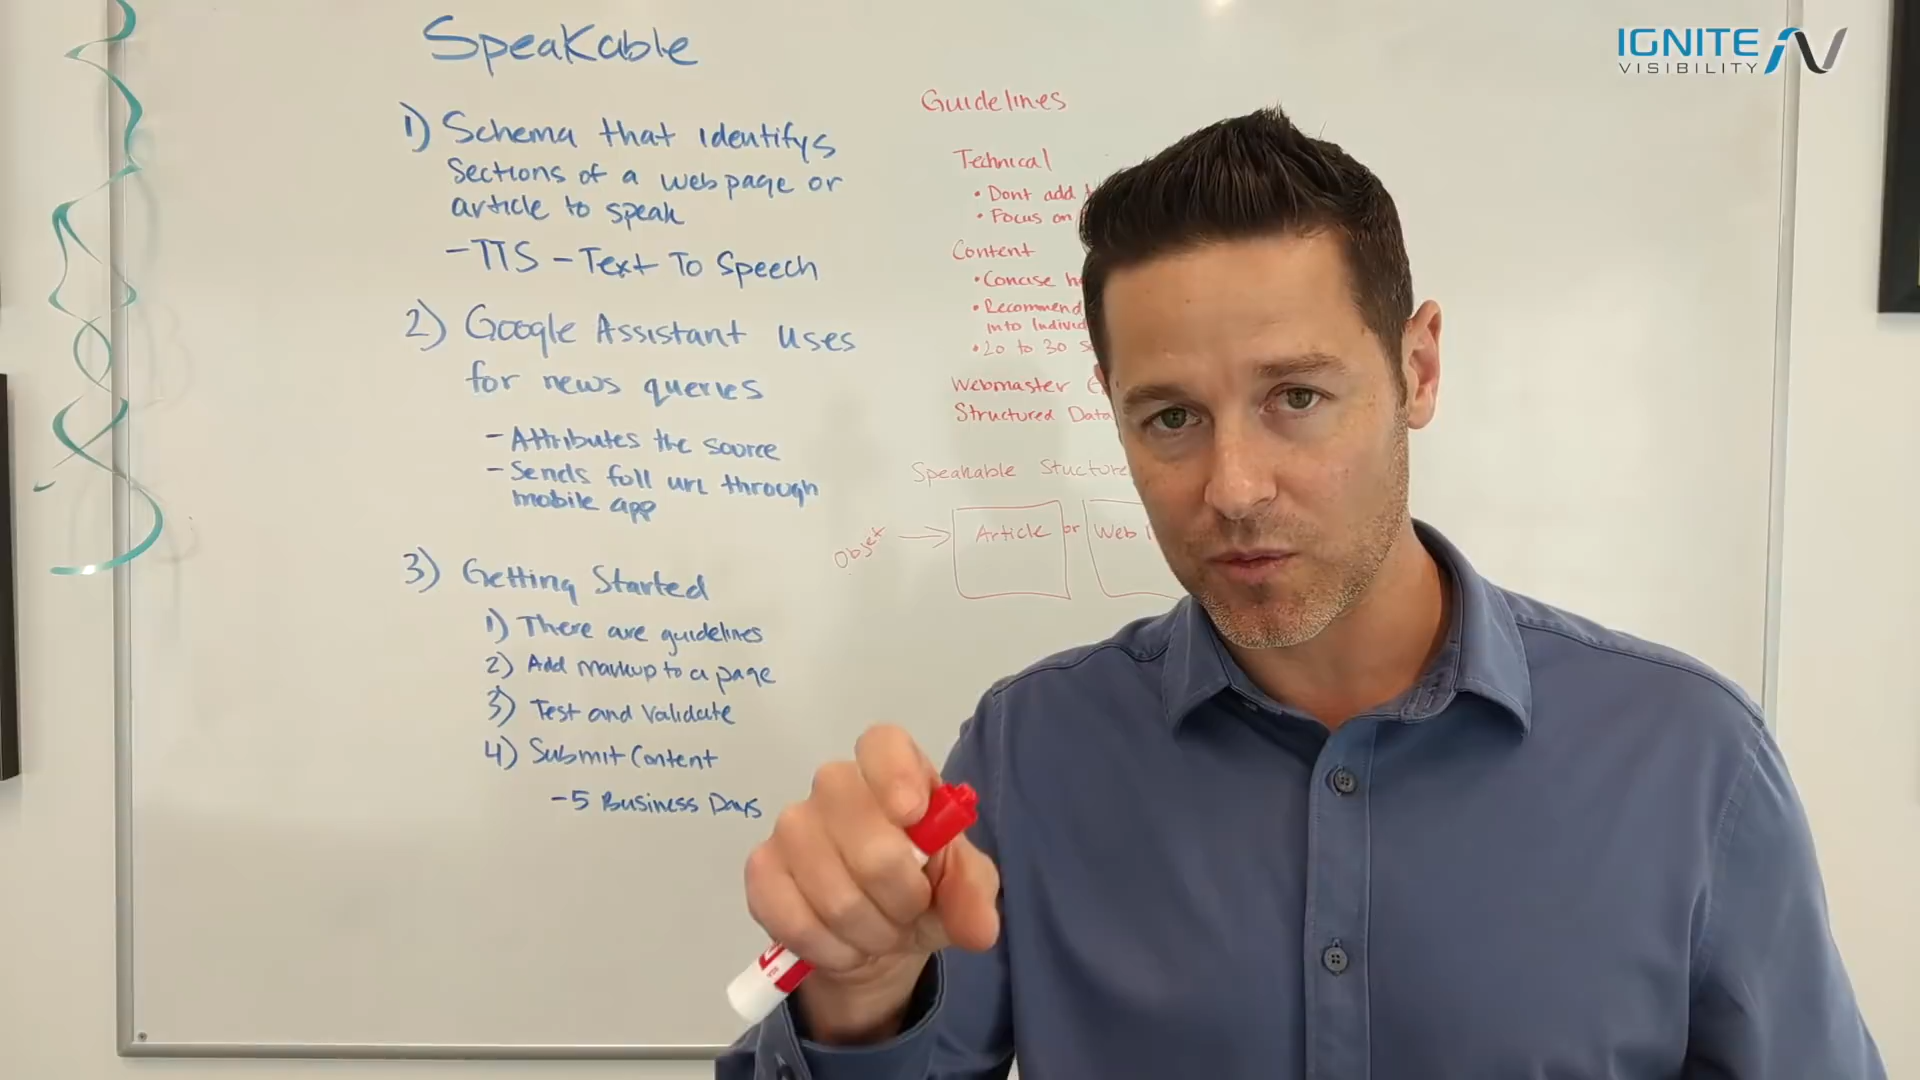 Speakable
1) Schema that identifys
sections of a webpage or
article to speak
- TTS - Text To Speech
2) Google Assistant uses
for news queries
- Attributes the source
- Sends full url through
mobile app
3) Getting Started
1) There are guidelines
2) Add markup to a page
3) Test and Validate
4) Submit Content
- 5 Business Days
IGNITE
VISIBILITY
Guidelines
Technical
• Dont add
• Focus on
Content
• Concise
• Recommend
into
• 20 to 30
Webmaster
Structured Data
Speakable Stucture
Object → Article or Web